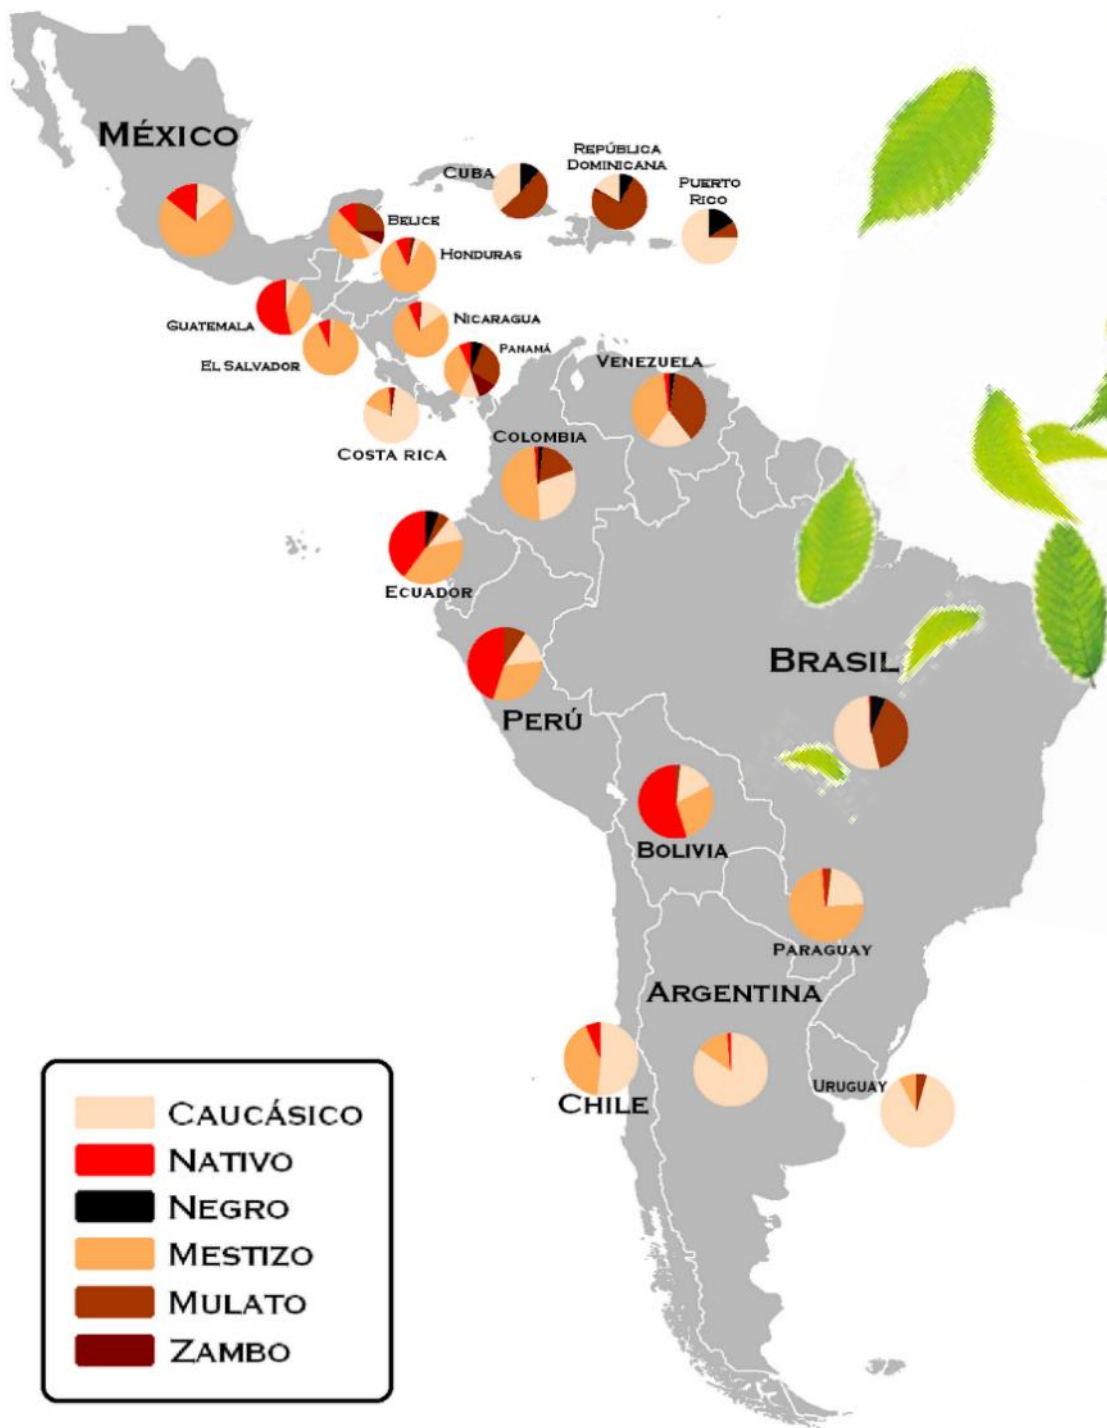 MÉXICO
CUBA
REPÚBLICA
DOMINICANA
PUERTO
RICO
BELICE
HONDURAS
GUATEMALA
NICARAGUA
EL SALVADOR
PANAMÁ
VENEZUELA
COSTA RICA
COLOMBIA
ECUADOR
BRASIL
PERÚ
BOLIVIA
PARAGUAY
ARGENTINA
CHILE
URUGUAY
CAUCÁSICO
NATIVO
NEGRO
MESTIZO
MULATO
ZAMBO